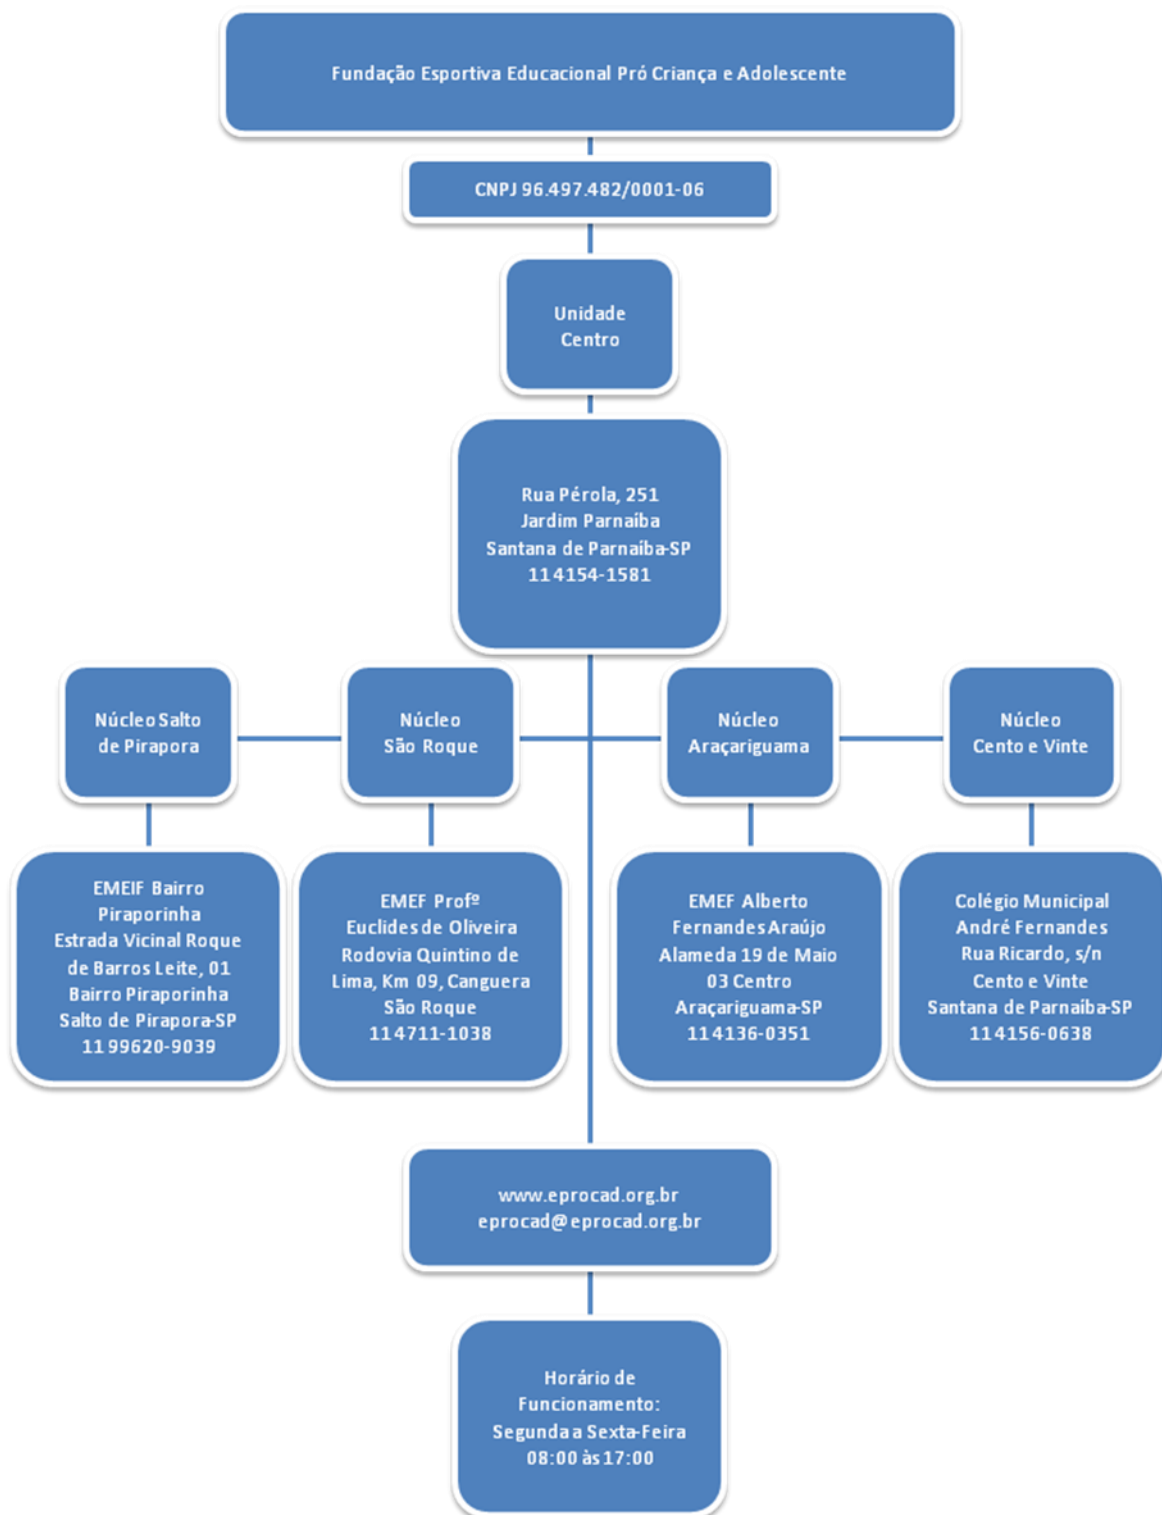 Fundação Esportiva Educacional Pró Criança e Adolescente
CNPJ 96.497.482/0001-06
Unidade
Centro
Rua Pérola, 251
Jardim Parnaíba
Santana de Parnaíba-SP
11 4154-1581
Núcleo Salto
de Pirapora
Núcleo
São Roque
Núcleo
Araçariguama
Núcleo
Cento e Vinte
EMEIF Bairro
Piraporinha
Estrada Vicinal Roque
de Barros Leite, 01
Bairro Piraporinha
Salto de Pirapora-SP
11 99620-9039
EMEF Profº
Euclides de Oliveira
Rodovia Quintino de
Lima, Km 09, Canguera
São Roque
11 4711-1038
EMEF Alberto
Fernandes Araújo
Alameda 19 de Maio
03 Centro
Araçariguama-SP
11 4136-0351
Colégio Municipal
André Fernandes
Rua Ricardo, s/n
Cento e Vinte
Santana de Parnaíba-SP
11 4156-0638
www.eprocad.org.br
eprocad@eprocad.org.br
Horário de
Funcionamento:
Segunda a Sexta-Feira
08:00 às 17:00